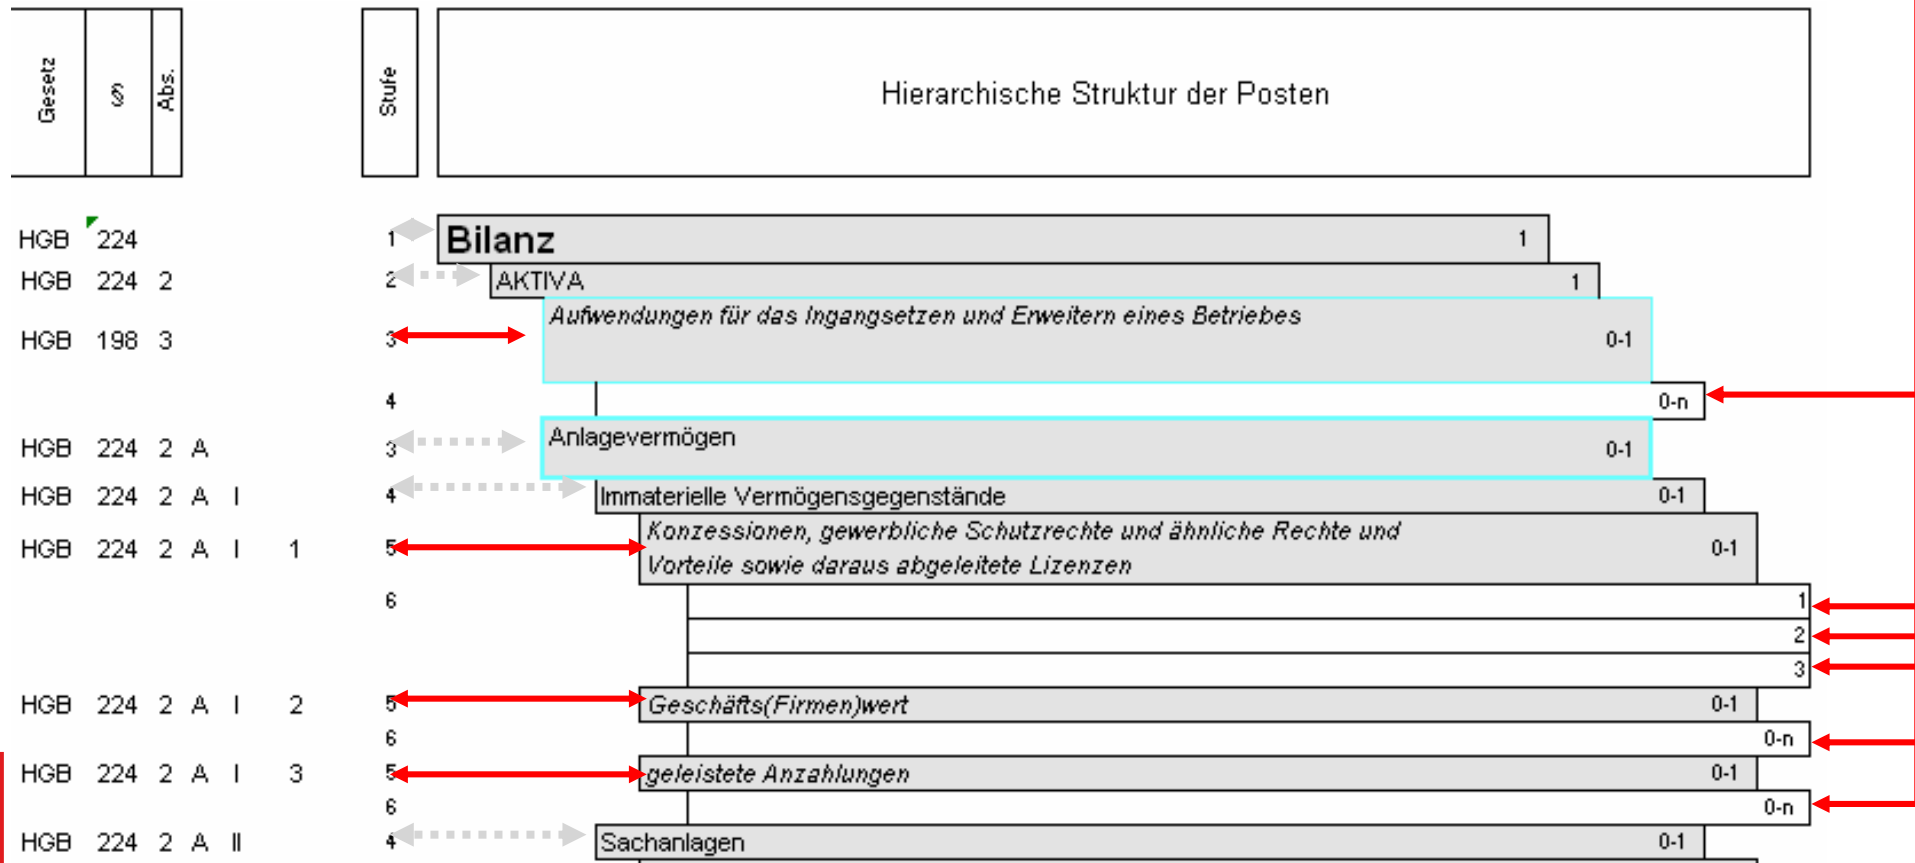 Gesetz § Abs. Stufe Hierarchische Struktur der Posten
HGB 224 1 Bilanz 1
HGB 224 2 2 AKTIVA 1
Aufwendungen für das Ingangsetzen und Erweitern eines Betriebes
HGB 198 3 3 0-1
4 0-n
Anlagevermögen
HGB 224 2 A 3 0-1
HGB 224 2 A I 4 Immaterielle Vermögensgegenstände 0-1
Konzessionen, gewerbliche Schutzrechte und ähnliche Rechte und
HGB 224 2 A I 1 5 0-1
Vorteile sowie daraus abgeleitete Lizenzen
6 1
2
3
HGB 224 2 A I 2 5 Geschäfts(Firmen)wert 0-1
6 0-n
HGB 224 2 A I 3 5 geleistete Anzahlungen 0-1
6 0-n
HGB 224 2 A II 4 Sachanlagen 0-1